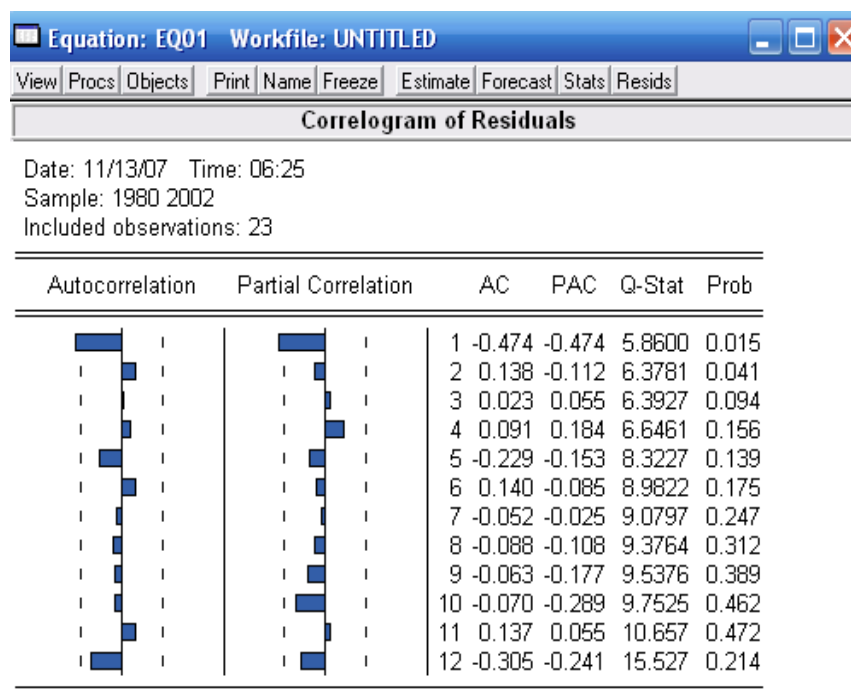 Equation: EQ01 Workfile: UNTITLED
View Procs Objects Print Name Freeze Estimate Forecast Stats Resids
Correlogram of Residuals
Date: 11/13/07 Time: 06:25
Sample: 1980 2002
Included observations: 23
Autocorrelation Partial Correlation AC PAC Q-Stat Prob
1 -0.474 -0.474 5.8600 0.015
2 0.138 -0.112 6.3781 0.041
3 0.023 0.055 6.3927 0.094
4 0.091 0.184 6.6461 0.156
5 -0.229 -0.153 8.3227 0.139
6 0.140 -0.085 8.9822 0.175
7 -0.052 -0.025 9.0797 0.247
8 -0.088 -0.108 9.3764 0.312
9 -0.063 -0.177 9.5376 0.389
10 -0.070 -0.289 9.7525 0.462
11 0.137 0.055 10.657 0.472
12 -0.305 -0.241 15.527 0.214